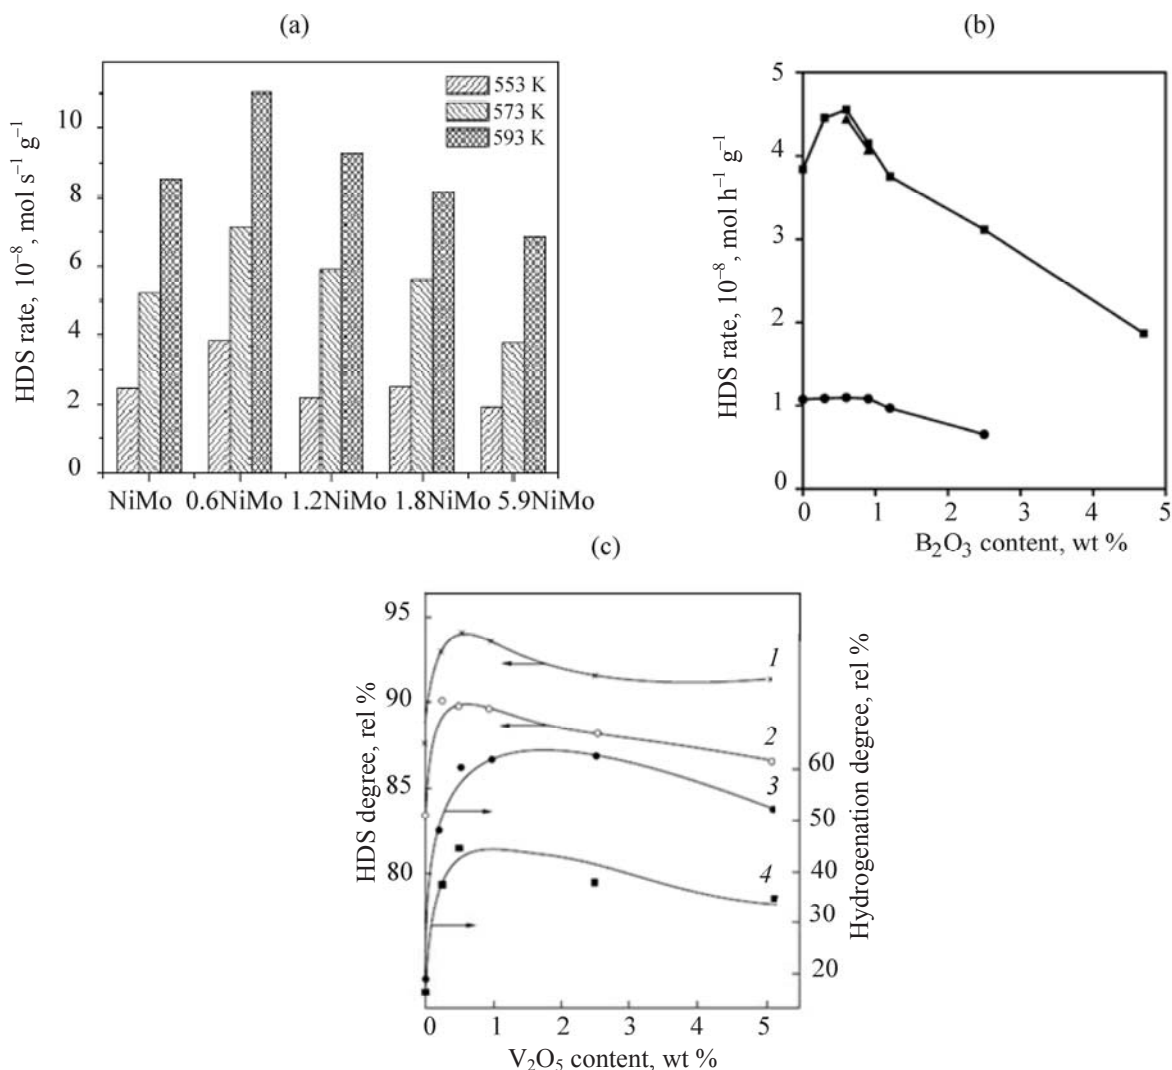 (a)
HDS rate, 10⁻⁸, mol s⁻¹ g⁻¹
10
8
6
4
2
0
553 K
573 K
593 K
NiMo 0.6NiMo 1.2NiMo 1.8NiMo 5.9NiMo
(b)
HDS rate, 10⁻⁸, mol h⁻¹ g⁻¹
5
4
3
2
1
0
0 1 2 3 4 5
B₂O₃ content, wt %
(c)
HDS degree, rel %
95
90
85
80
1
2
3
4
60
50
40
30
20
Hydrogenation degree, rel %
0 1 2 3 4 5
V₂O₅ content, wt %